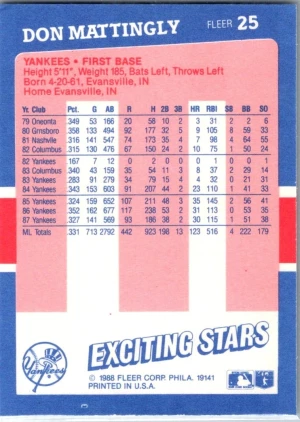 DON MATTINGLY FLEER 25
YANKEES • FIRST BASE
Height 5'11", Weight 185, Bats Left, Throws Left
Born 4-20-61, Evansville, IN
Home Evansville, IN
Yr. Club Pct. G AB R H 2B 3B HR RBI SB BB SO
79 Oneonta .349 53 166 20 58 10 2 3 31 2 2 6
80 Grnsboro .358 133 494 92 177 32 5 9 105 8 59 33
81 Nashvlle .316 141 547 74 173 35 4 7 98 4 64 55
82 Columbus .315 130 476 67 150 24 2 10 75 1 50 24
82 Yankees .167 7 12 0 2 0 0 0 1 0 0 1
83 Columbus .340 43 159 35 54 11 3 8 37 2 29 14
83 Yankees .283 91 279 34 79 15 4 4 32 0 21 31
84 Yankees .343 153 603 91 207 44 2 23 110 1 41 33
85 Yankees .324 159 652 107 211 48 3 35 145 2 56 41
86 Yankees .352 162 677 117 238 53 2 31 113 0 53 35
87 Yankees .327 141 569 93 186 38 2 30 115 1 51 38
ML Totals .331 713 2792 442 923 198 13 123 516 4 222 179
EXCITING STARS
Yankees
© 1988 FLEER CORP. PHILA. 19141
PRINTED IN U.S.A.